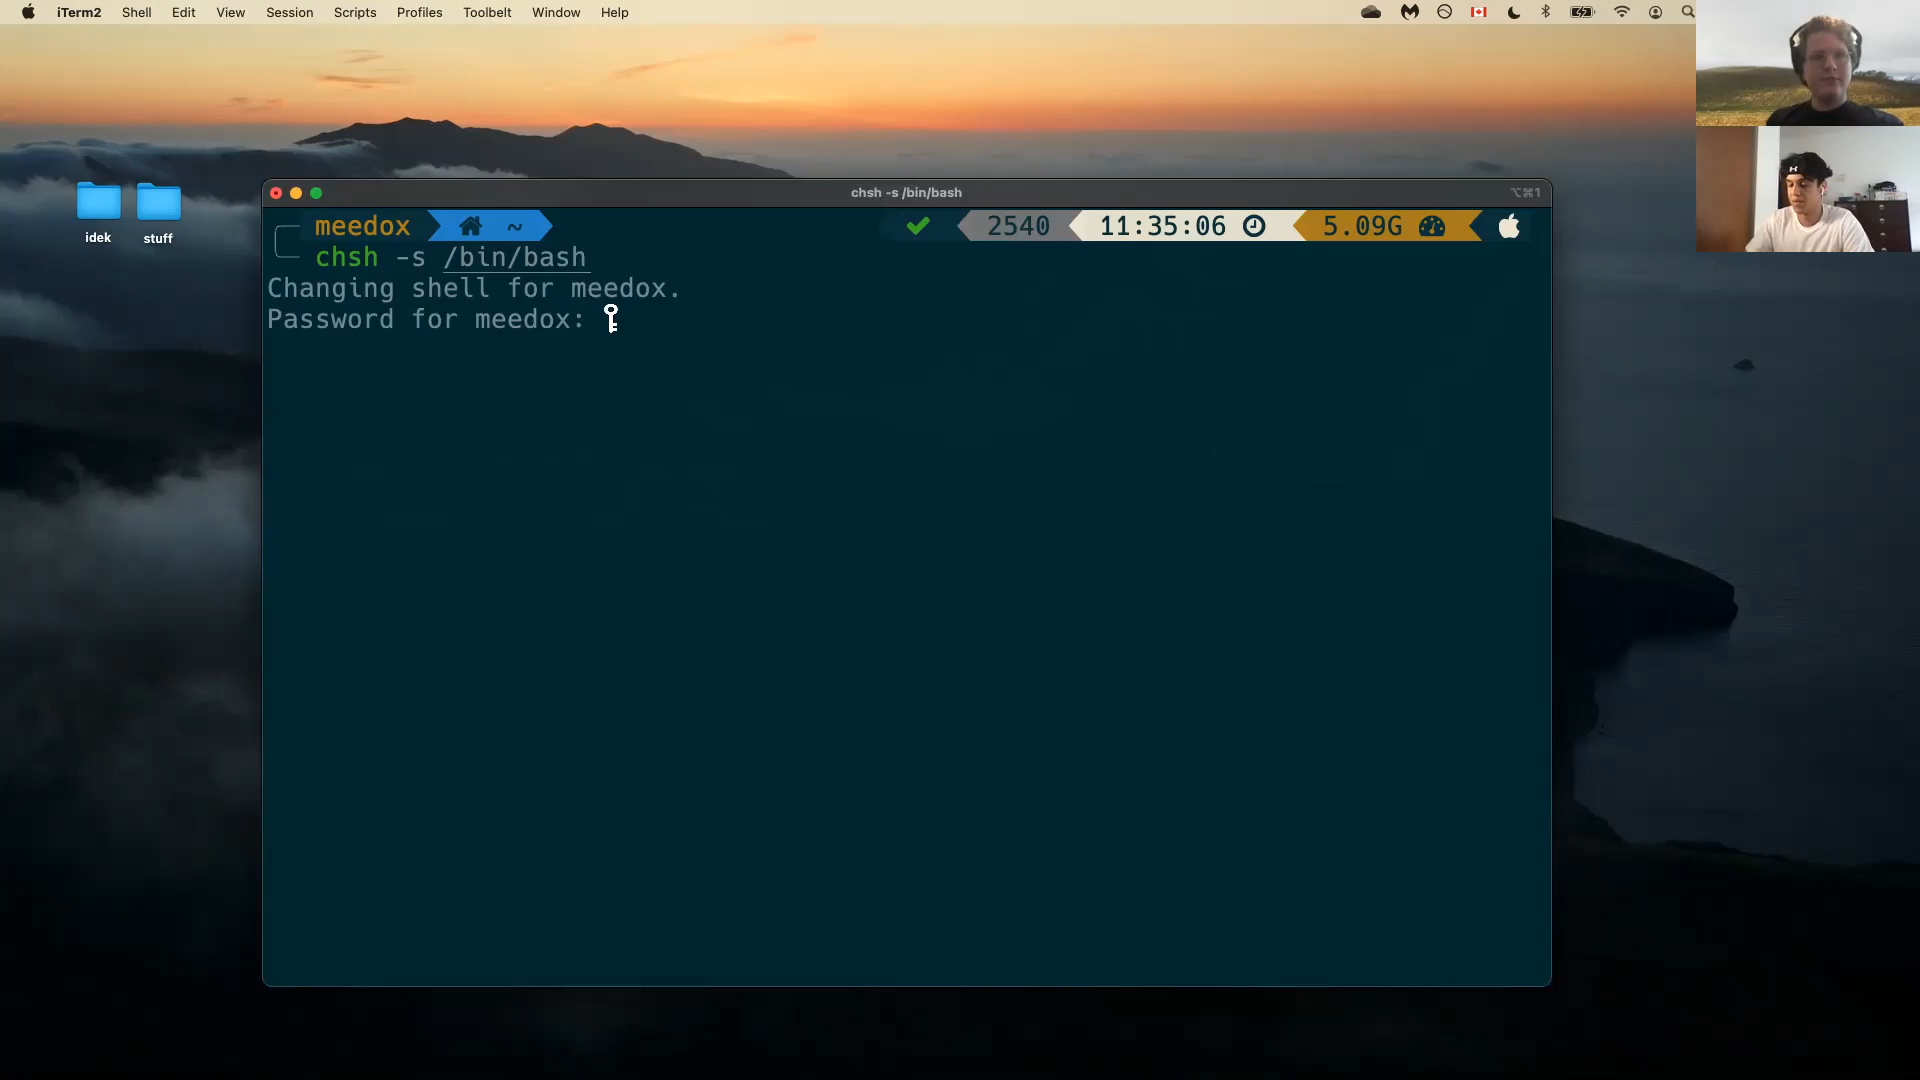 iTerm2 Shell Edit View Session Scripts Profiles Toolbelt Window Help
idek
stuff
chsh -s /bin/bash
⌥⌘1
meedox ~ 2540 11:35:06 5.09G
chsh -s /bin/bash
Changing shell for meedox.
Password for meedox: